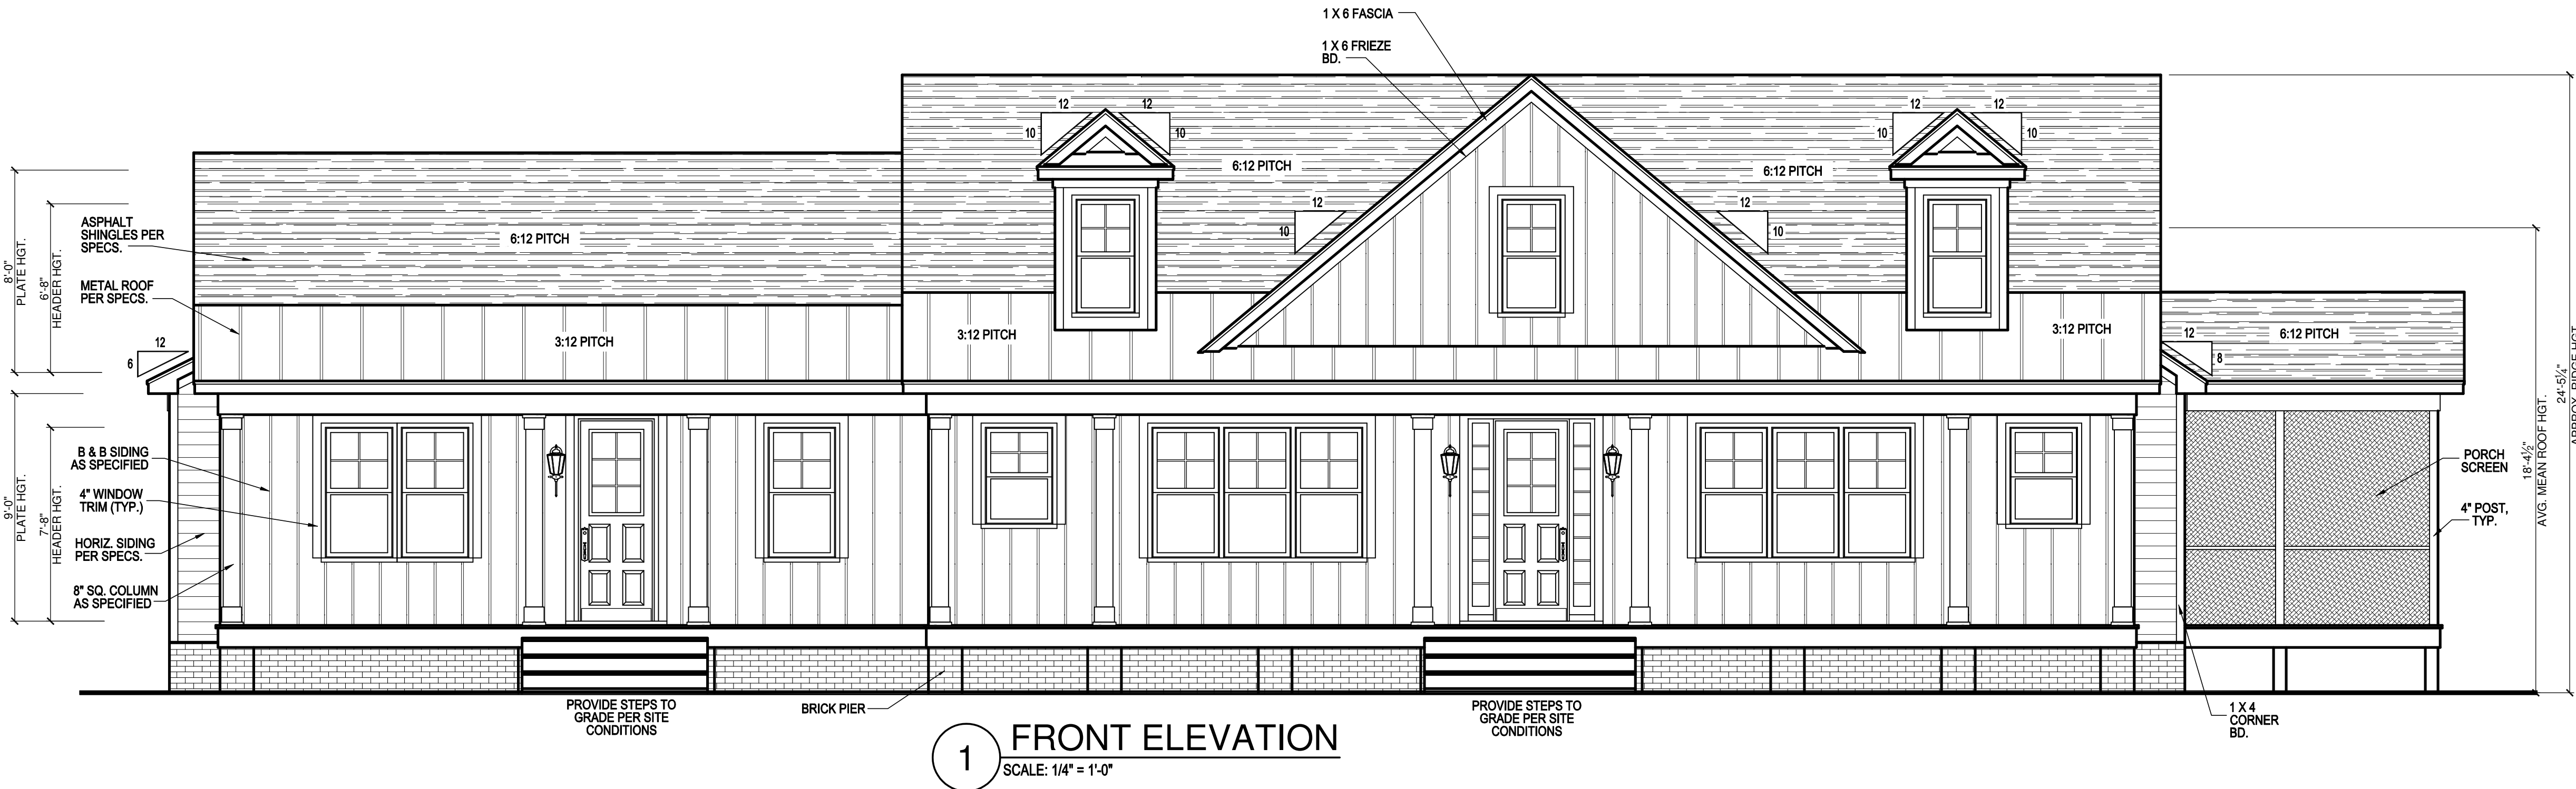 1 X 6 FASCIA
1 X 6 FRIEZE
BD.
12
12
10
10
12
12
10
10
6:12 PITCH
6:12 PITCH
12
10
12
10
8'-0"
PLATE HGT.
6'-8"
HEADER HGT.
ASPHALT
SHINGLES PER
SPECS.
6:12 PITCH
METAL ROOF
PER SPECS.
3:12 PITCH
3:12 PITCH
3:12 PITCH
12
6
12
8
6:12 PITCH
9'-0"
PLATE HGT.
7'-8"
HEADER HGT.
B & B SIDING
AS SPECIFIED
4" WINDOW
TRIM (TYP.)
HORIZ. SIDING
PER SPECS.
8" SQ. COLUMN
AS SPECIFIED
PORCH
SCREEN
4" POST,
TYP.
18'-4½"
AVG. MEAN ROOF HGT.
24'-5¼"
APPROX. RIDGE HGT.
PROVIDE STEPS TO
GRADE PER SITE
CONDITIONS
BRICK PIER
PROVIDE STEPS TO
GRADE PER SITE
CONDITIONS
1 X 4
CORNER
BD.
1
FRONT ELEVATION
SCALE: 1/4" = 1'-0"